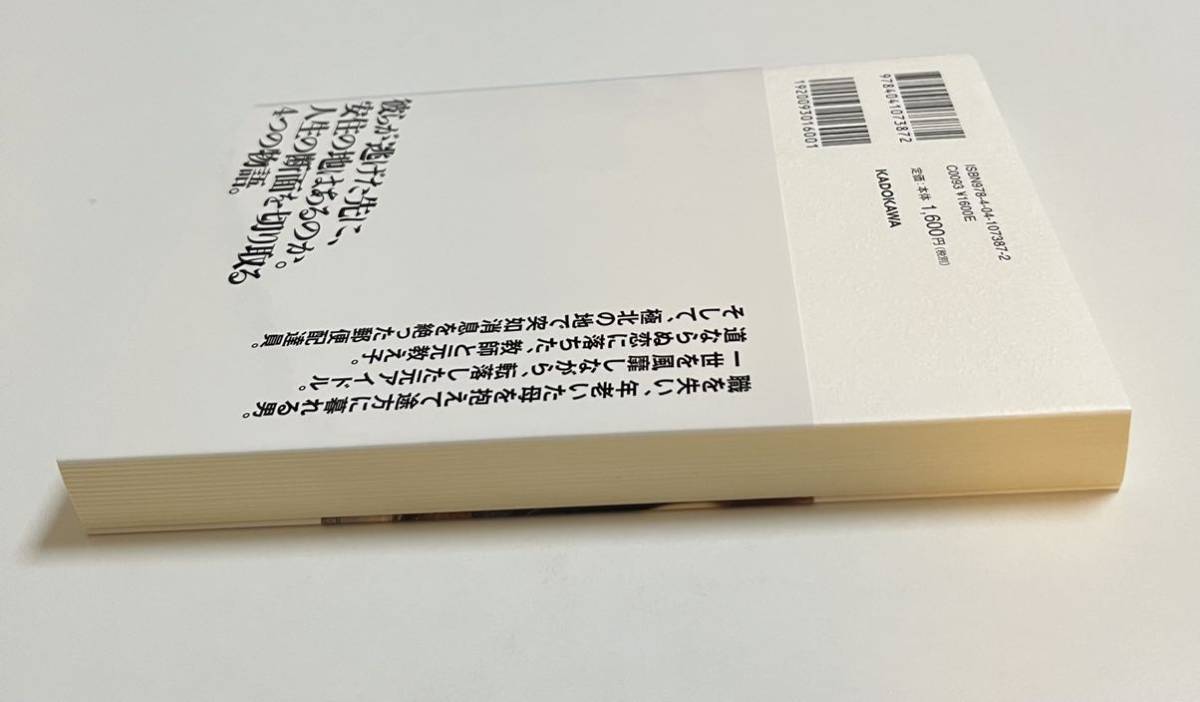 彼らが逃げた先に、
安住の地はあるのか。
人生の断面を切り取る
4つの物語。
職を失い、年老いた母を抱えて途方に暮れる男。
一世を風靡しながら、転落した元アイドル。
道ならぬ恋に落ちた、教師と元教え子。
そして、極北の地で突如消息を絶った郵便配達員。
9784041073872
1920093016001
ISBN978-4-04-107387-2
C0093 ¥1600E
定価:本体1,600円(税別)
KADOKAWA